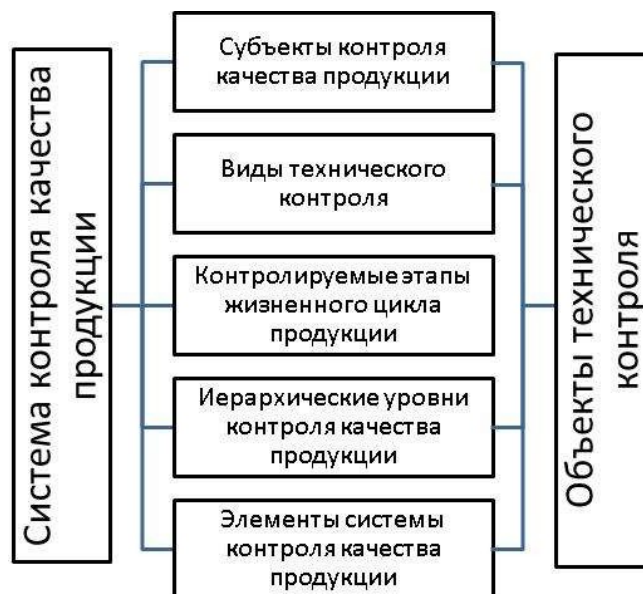 Система контроля качества
продукции
Субъекты контроля
качества продукции
Виды технического
контроля
Контролируемые этапы
жизненного цикла
продукции
Иерархические уровни
контроля качества
продукции
Элементы системы
контроля качества
продукции
Объекты технического
контроля